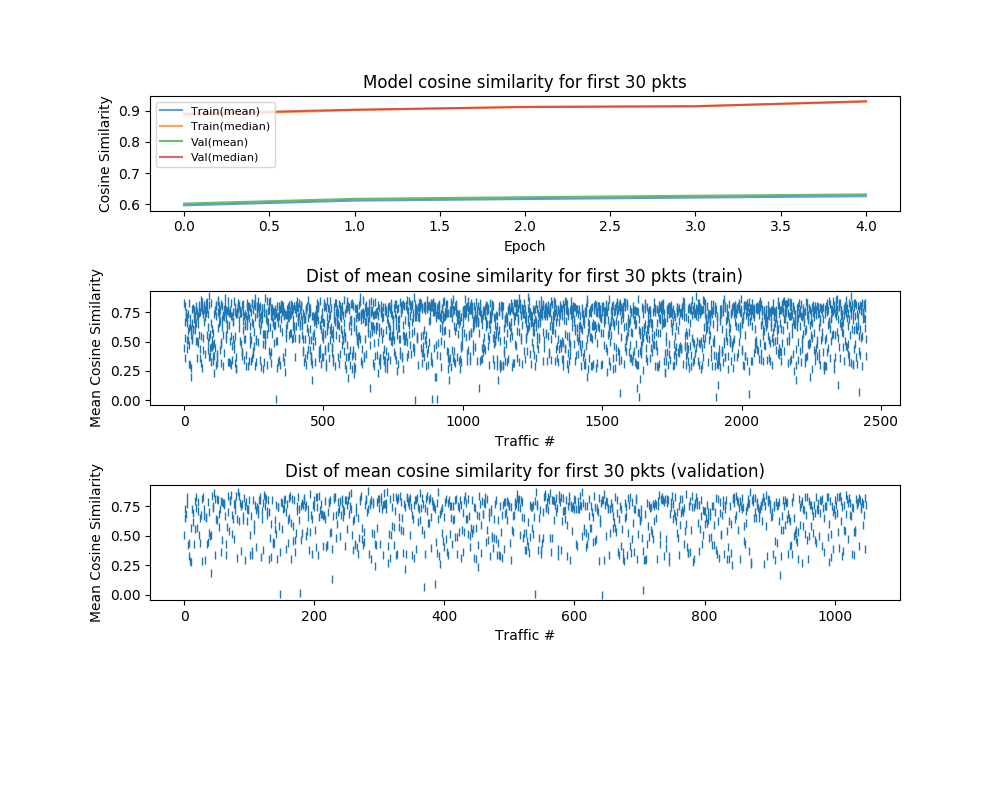 Model cosine similarity for first 30 pkts
Cosine Similarity
0.9
0.8
0.7
0.6
Train(mean)
Train(median)
Val(mean)
Val(median)
0.0 0.5 1.0 1.5 2.0 2.5 3.0 3.5 4.0
Epoch
Dist of mean cosine similarity for first 30 pkts (train)
Mean Cosine Similarity
0.75
0.50
0.25
0.00
0 500 1000 1500 2000 2500
Traffic #
Dist of mean cosine similarity for first 30 pkts (validation)
Mean Cosine Similarity
0.75
0.50
0.25
0.00
0 200 400 600 800 1000
Traffic #